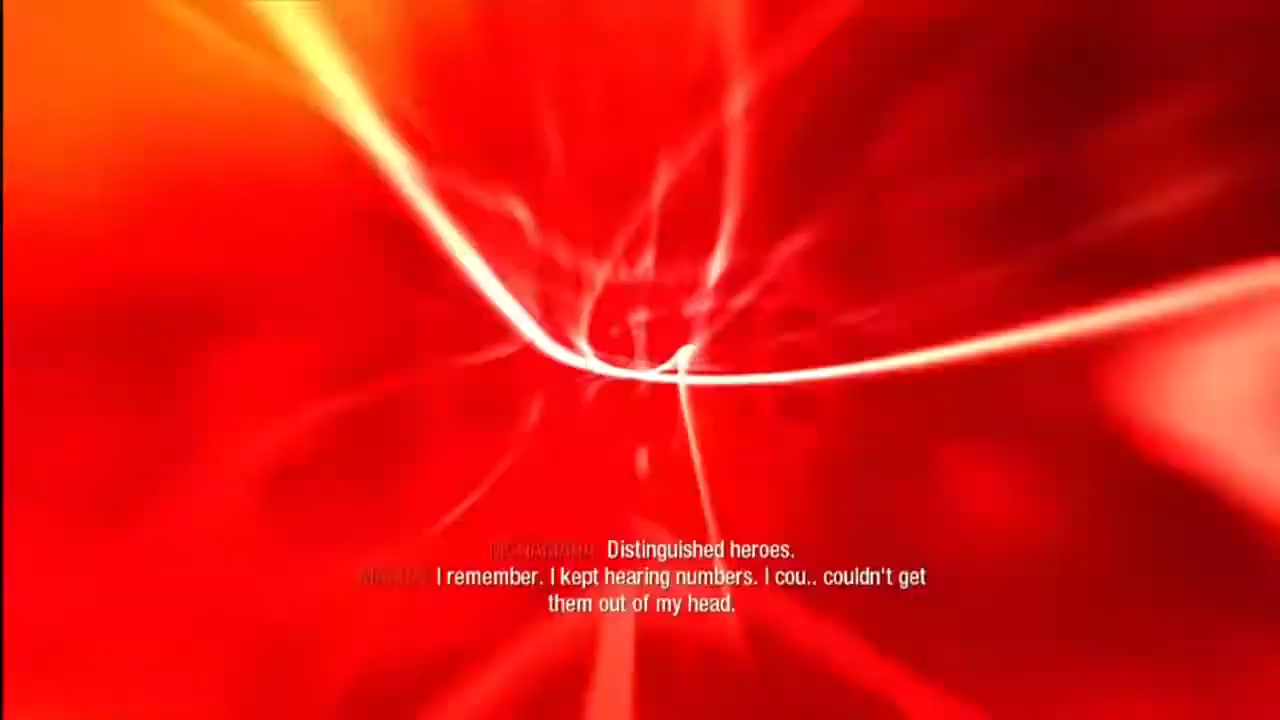 Distinguished heroes.
I remember. I kept hearing numbers. I cou.. couldn't get
them out of my head.